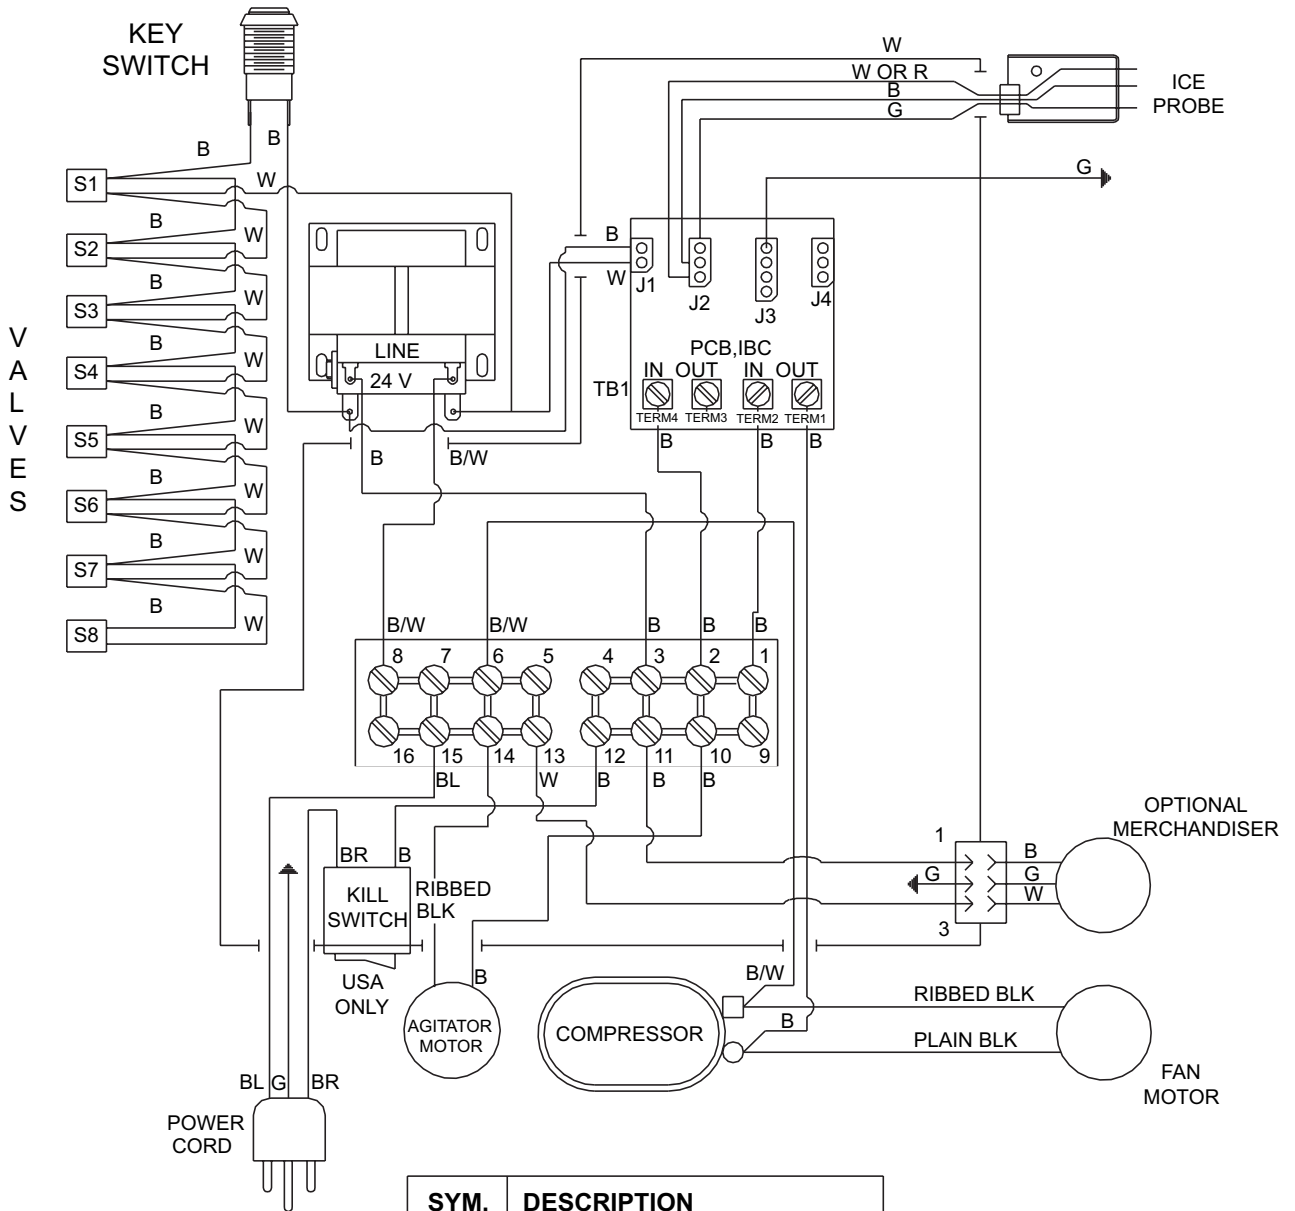 KEY
SWITCH
W
W OR R
B
G
ICE
PROBE
B
B
W
G
S1
B
W
S2
B
W
S3
B
W
S4
B
W
S5
B
W
S6
B
W
S7
B
W
S8
VALVES
LINE
24 V
B
W
J1
J2
J3
J4
PCB,IBC
IN OUT IN OUT
TB1
TERM4 TERM3 TERM2 TERM1
B
B/W
B
B
B
B/W
B/W
B
B
B
8 7 6 5 4 3 2 1
16 15 14 13 12 11 10 9
BL
W
B
B
B
BR
B
KILL
SWITCH
RIBBED
BLK
USA
ONLY
B
AGITATOR
MOTOR
OPTIONAL
MERCHANDISER
1
B
G
G
W
3
B/W
B
COMPRESSOR
RIBBED BLK
PLAIN BLK
FAN
MOTOR
BL G BR
POWER
CORD
SYM. DESCRIPTION